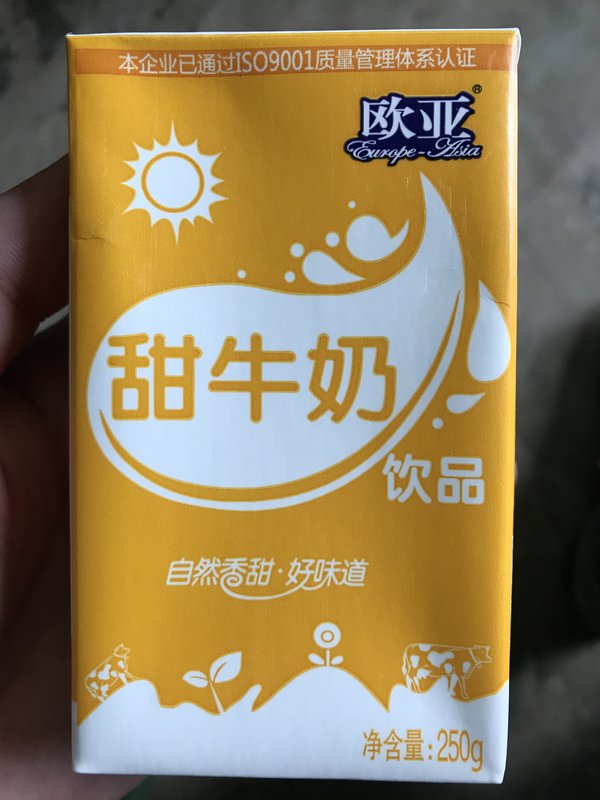 本企业已通过ISO9001质量管理体系认证
欧亚®
Europe-Asia
甜牛奶
饮品
自然香甜·好味道
净含量:250g